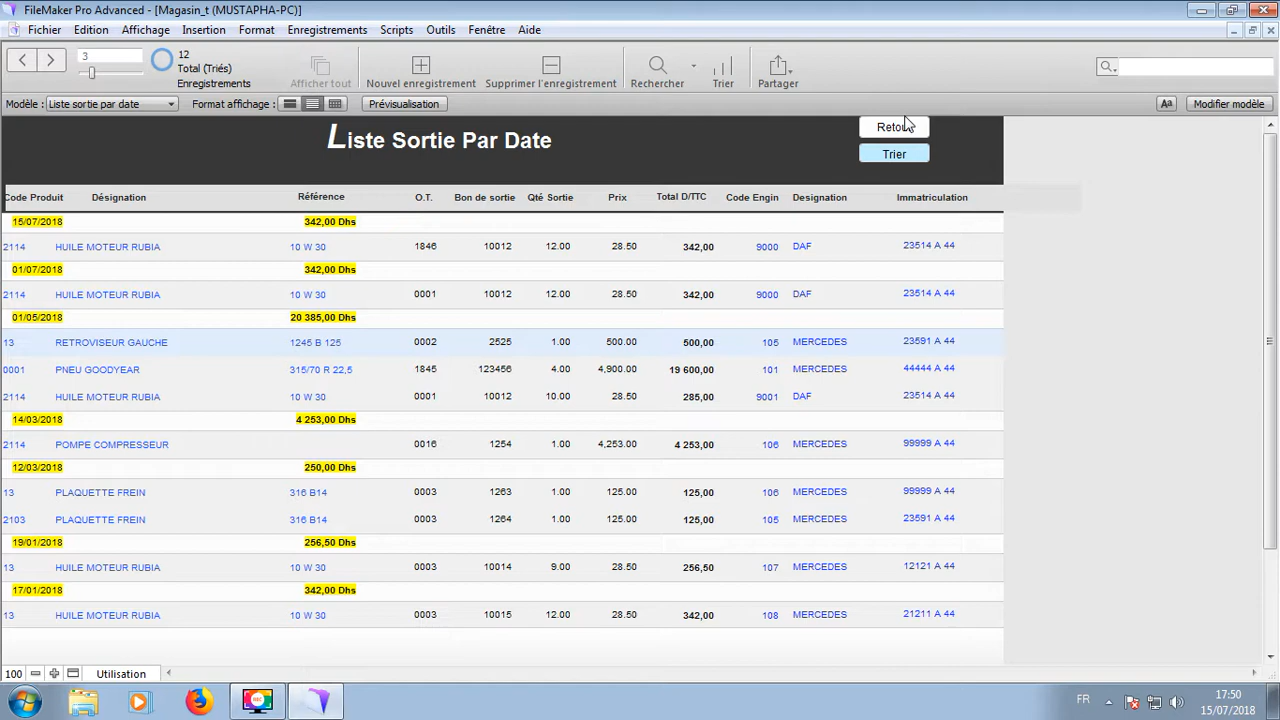 FileMaker Pro Advanced - [Magasin_t (MUSTAPHA-PC)]
Fichier Edition Affichage Insertion Format Enregistrements Scripts Outils Fenêtre Aide
3 12 Total (Triés) Enregistrements Afficher tout Nouvel enregistrement Supprimer l'enregistrement Rechercher Trier Partager
Modèle : Liste sortie par date Format affichage : Prévisualisation Aa Modifier modèle
Liste Sortie Par Date
Retour
Trier
Code Produit Désignation Référence O.T. Bon de sortie Qté Sortie Prix Total D/TTC Code Engin Designation Immatriculation
15/07/2018 342,00 Dhs
2114 HUILE MOTEUR RUBIA 10 W 30 1846 10012 12.00 28.50 342,00 9000 DAF 23514 A 44
01/07/2018 342,00 Dhs
2114 HUILE MOTEUR RUBIA 10 W 30 0001 10012 12.00 28.50 342,00 9000 DAF 23514 A 44
01/05/2018 20 385,00 Dhs
13 RETROVISEUR GAUCHE 1245 B 125 0002 2525 1.00 500.00 500,00 105 MERCEDES 23591 A 44
0001 PNEU GOODYEAR 315/70 R 22,5 1845 123456 4.00 4,900.00 19 600,00 101 MERCEDES 44444 A 44
2114 HUILE MOTEUR RUBIA 10 W 30 0001 10012 10.00 28.50 285,00 9001 DAF 23514 A 44
14/03/2018 4 253,00 Dhs
2114 POMPE COMPRESSEUR 0016 1254 1.00 4,253.00 4 253,00 106 MERCEDES 99999 A 44
12/03/2018 250,00 Dhs
13 PLAQUETTE FREIN 316 B14 0003 1263 1.00 125.00 125,00 106 MERCEDES 99999 A 44
2103 PLAQUETTE FREIN 316 B14 0003 1264 1.00 125.00 125,00 105 MERCEDES 23591 A 44
19/01/2018 256,50 Dhs
13 HUILE MOTEUR RUBIA 10 W 30 0003 10014 9.00 28.50 256,50 107 MERCEDES 12121 A 44
17/01/2018 342,00 Dhs
13 HUILE MOTEUR RUBIA 10 W 30 0003 10015 12.00 28.50 342,00 108 MERCEDES 21211 A 44
100 Utilisation
REC FR 17:50
15/07/2018